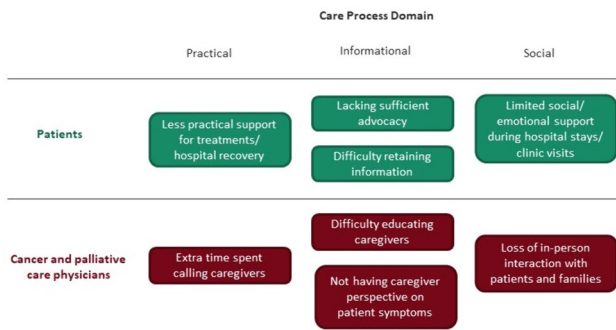 Care Process Domain
Practical
Informational
Social
Patients
Less practical support
for treatments/
hospital recovery
Lacking sufficient
advocacy
Difficulty retaining
information
Limited social/
emotional support
during hospital stays/
clinic visits
Cancer and palliative
care physicians
Extra time spent
calling caregivers
Difficulty educating
caregivers
Not having caregiver
perspective on
patient symptoms
Loss of in-person
interaction with
patients and families